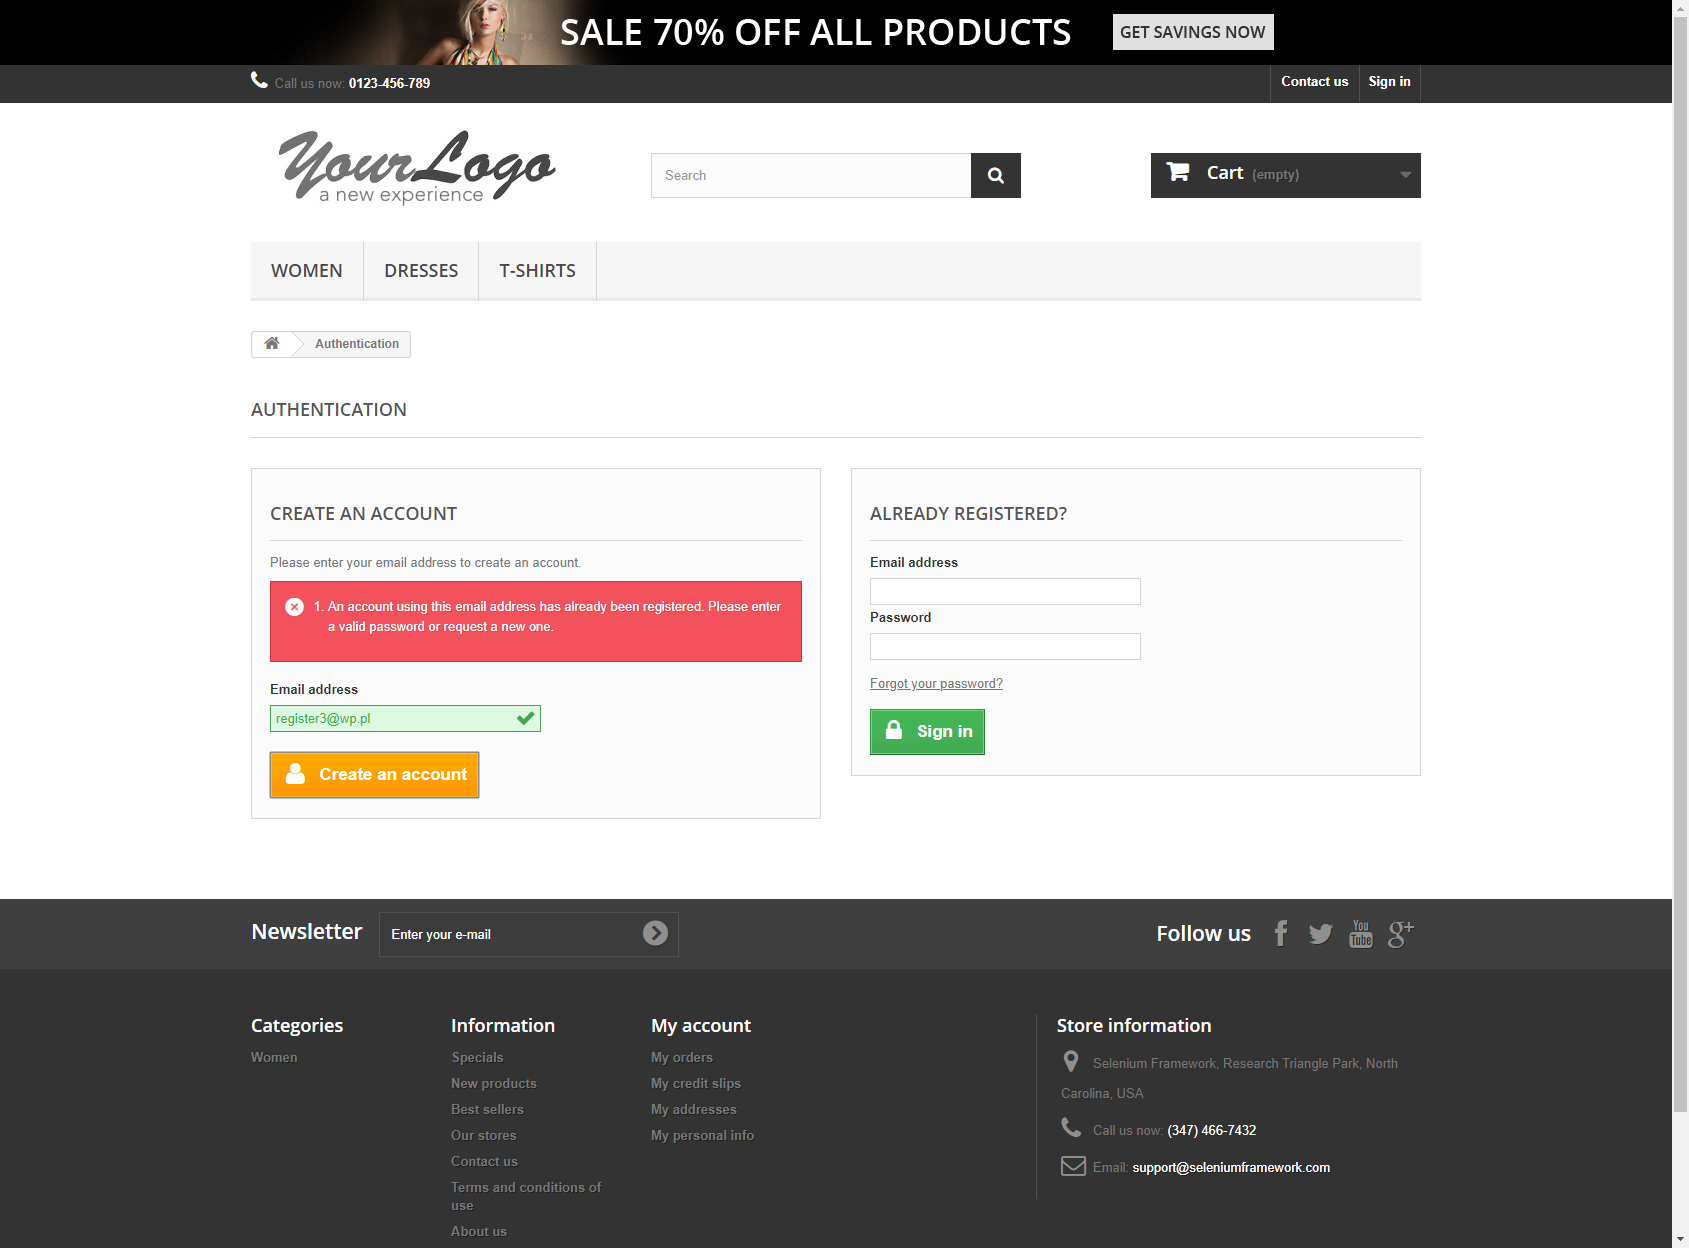 SALE 70% OFF ALL PRODUCTS
GET SAVINGS NOW
Call us now: 0123-456-789
Contact us
Sign in
YourLogo
a new experience
Search
Cart (empty)
WOMEN
DRESSES
T-SHIRTS
Authentication
AUTHENTICATION
CREATE AN ACCOUNT
Please enter your email address to create an account.
1. An account using this email address has already been registered. Please enter
a valid password or request a new one.
Email address
register3@wp.pl
Create an account
ALREADY REGISTERED?
Email address
Password
Forgot your password?
Sign in
Newsletter
Enter your e-mail
Follow us
You
Tube
g+
Categories
Women
Information
Specials
New products
Best sellers
Our stores
Contact us
Terms and conditions of
use
About us
My account
My orders
My credit slips
My addresses
My personal info
Store information
Selenium Framework, Research Triangle Park, North
Carolina, USA
Call us now: (347) 466-7432
Email: support@seleniumframework.com